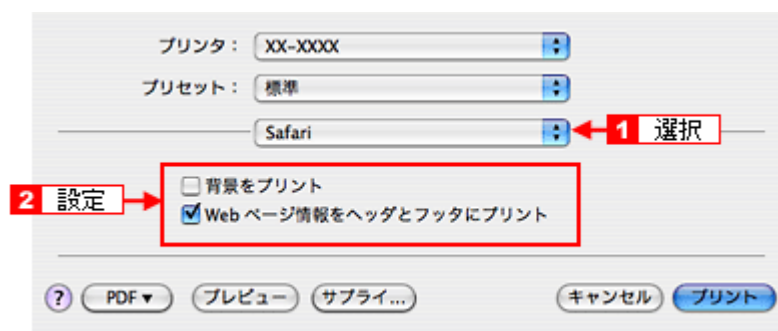 プリンタ： XX-XXXX
プリセット： 標準
Safari 1 選択
2 設定
背景をプリント
Web ページ情報をヘッダとフッタにプリント
? PDF▼ プレビュー サプライ... キャンセル プリント